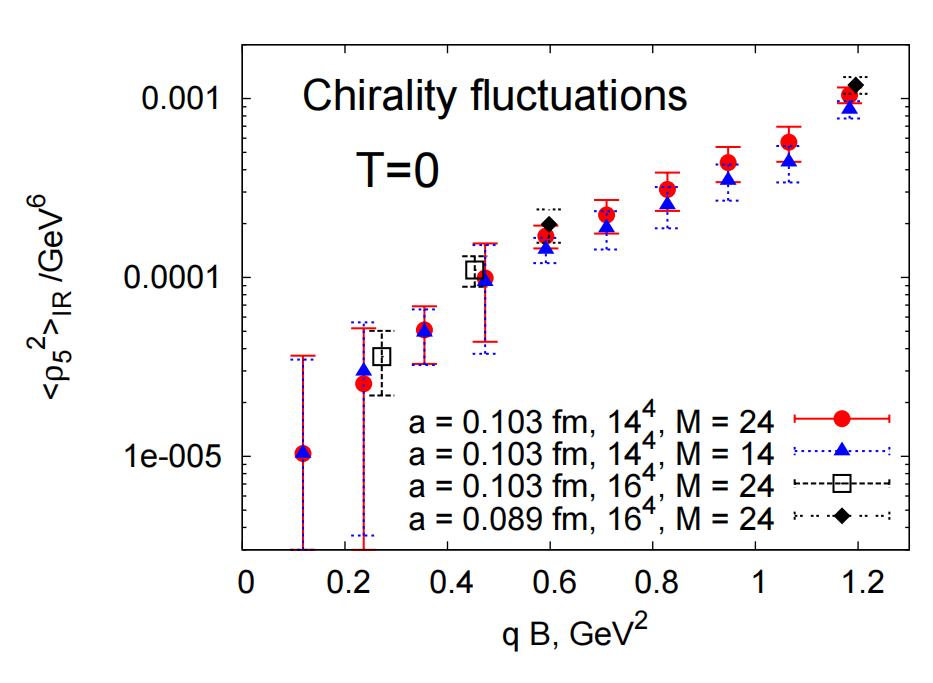 Chirality fluctuations
T=0
<ρ5²>IR /GeV⁶
0.001
0.0001
1e-005
a = 0.103 fm, 14⁴, M = 24
a = 0.103 fm, 14⁴, M = 14
a = 0.103 fm, 16⁴, M = 24
a = 0.089 fm, 16⁴, M = 24
0 0.2 0.4 0.6 0.8 1 1.2
q B, GeV²